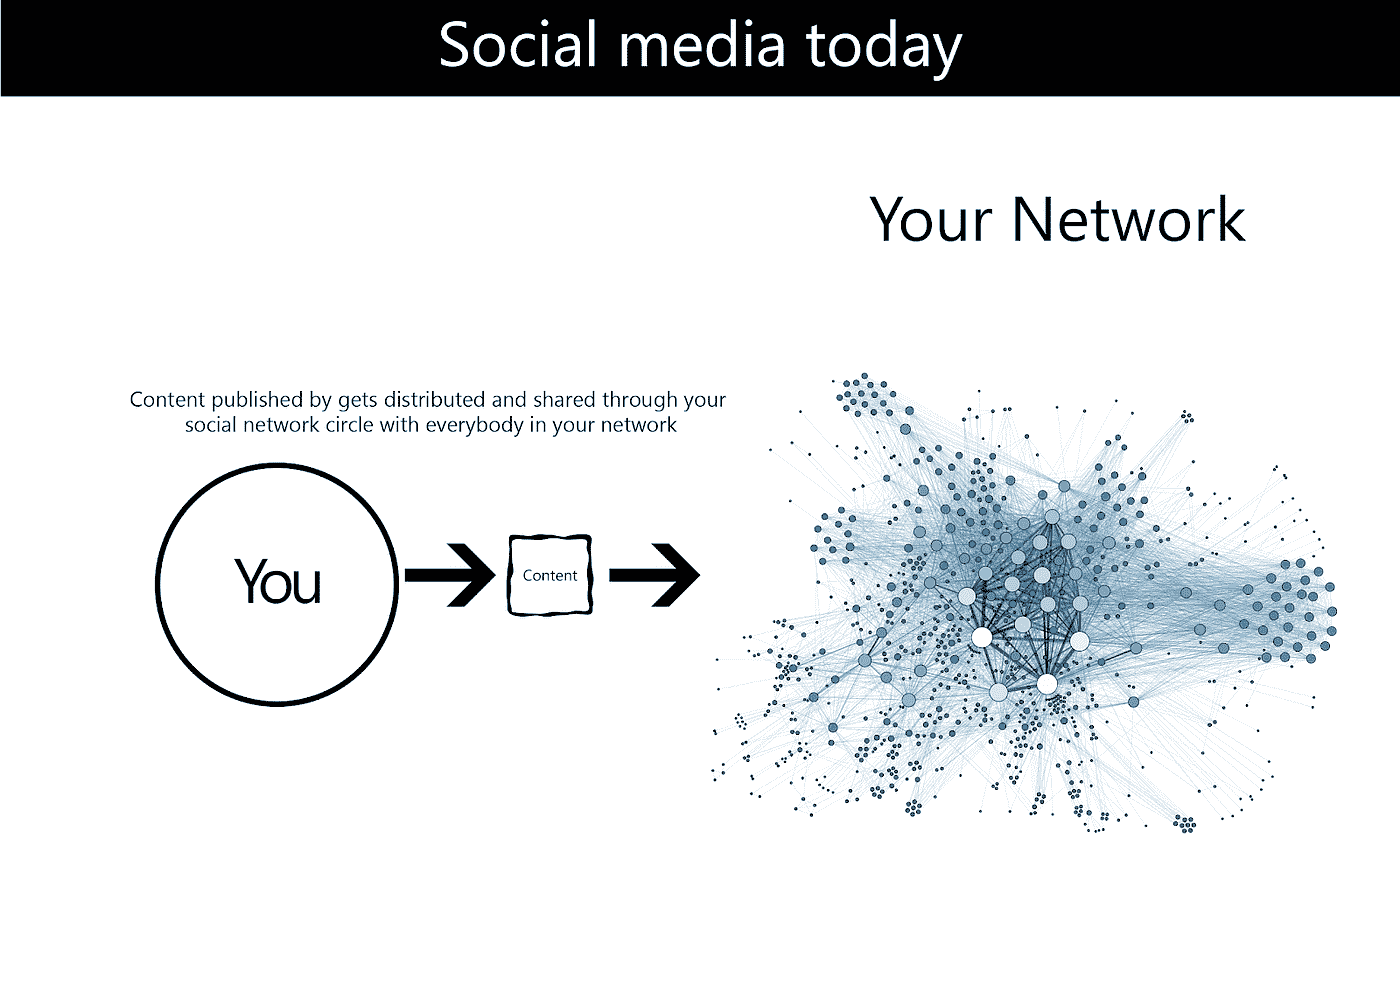 Social media today
Your Network
Content published by gets distributed and shared through your
social network circle with everybody in your network
You
Content